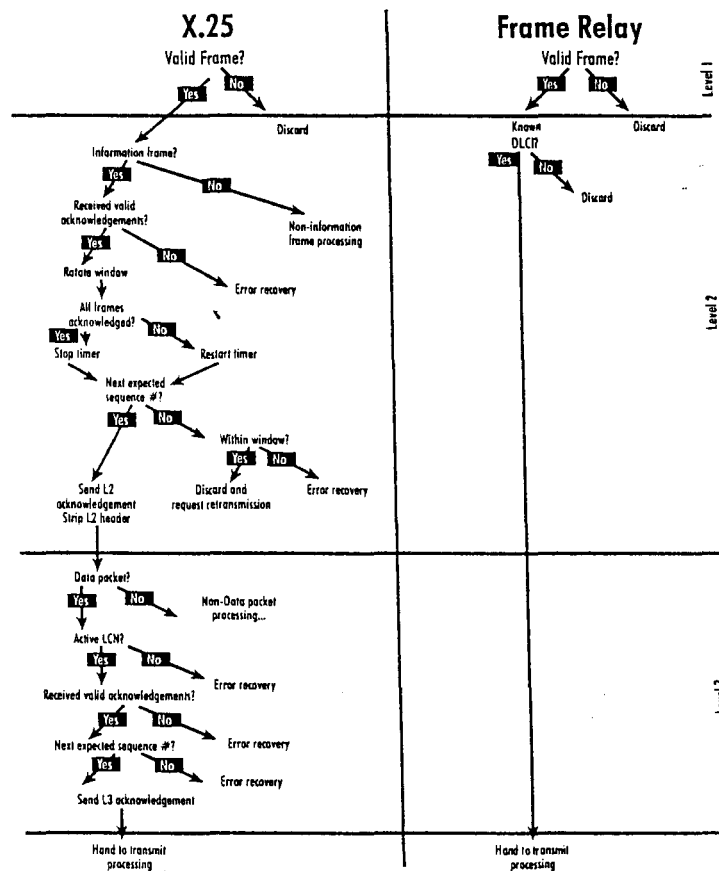 X.25
Valid Frame?
Yes
No
Discard
Information frame?
Yes
No
Received valid
acknowledgements?
Non-information
frame processing
Yes
No
Rotate window
Error recovery
All frames
acknowledged?
Yes
No
Stop timer
Restart timer
Next expected
sequence #?
Yes
No
Within window?
Yes
No
Send L2
acknowledgement
Strip L2 header
Discard and
request retransmission
Error recovery
Data packet?
Yes
No
Non-Data packet
processing...
Active LCN?
Yes
No
Error recovery
Received valid acknowledgements?
Yes
No
Error recovery
Next expected sequence #?
Yes
No
Error recovery
Send L3 acknowledgement
Hand to transmit
processing
Frame Relay
Valid Frame?
Yes
No
Known
DLCI?
Discard
Yes
No
Discard
Hand to transmit
processing
Level 1
Level 2